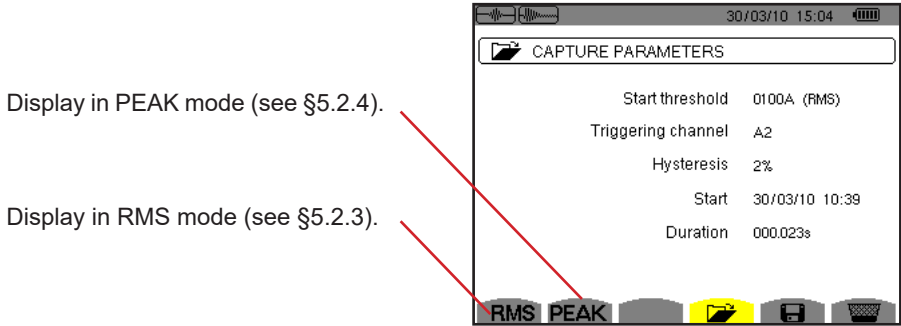 30/03/10 15:04
CAPTURE PARAMETERS
Display in PEAK mode (see §5.2.4).
Start threshold 0100A (RMS)
Triggering channel A2
Hysteresis 2%
Display in RMS mode (see §5.2.3).
Start 30/03/10 10:39
Duration 000.023s
RMS PEAK